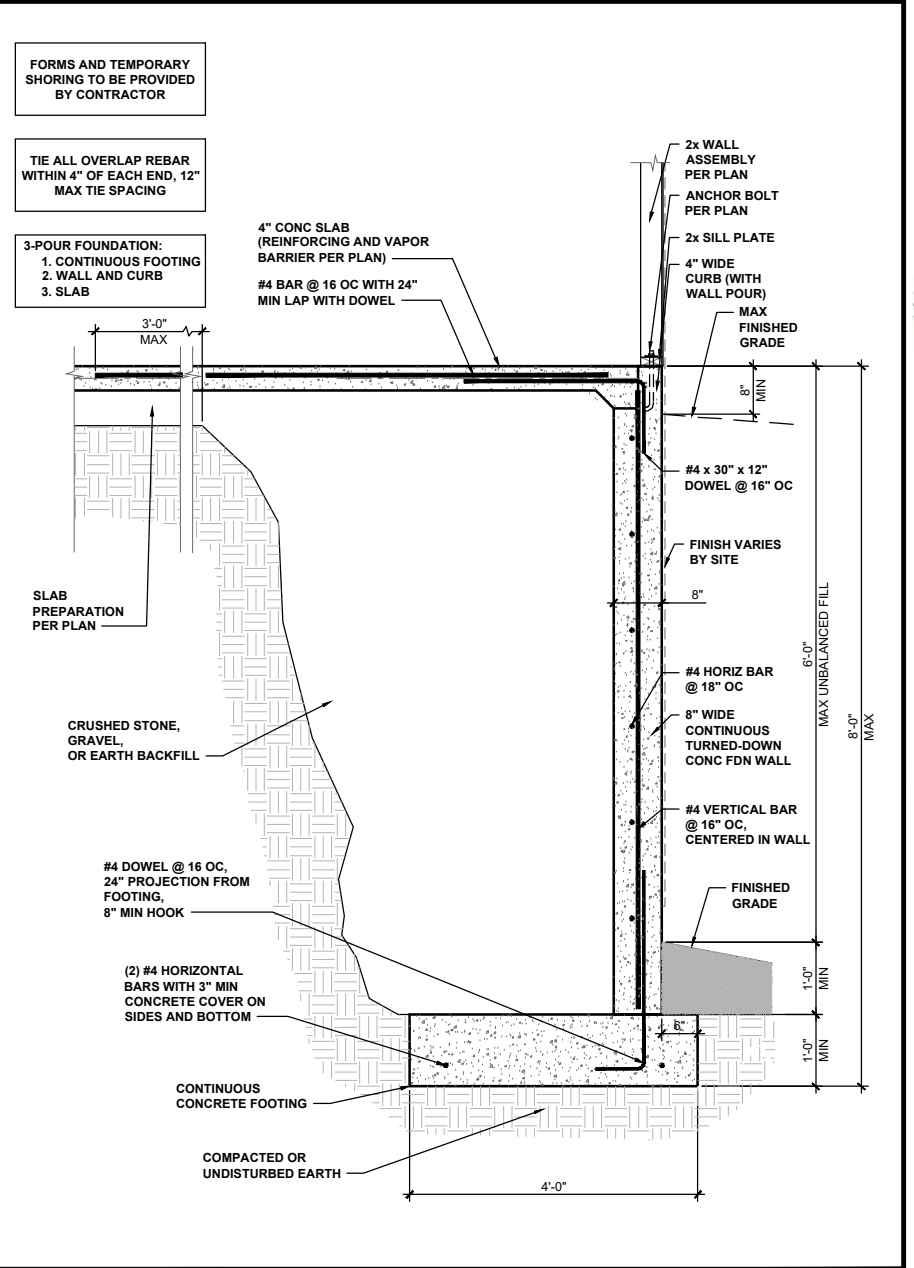 FORMS AND TEMPORARY
SHORING TO BE PROVIDED
BY CONTRACTOR
TIE ALL OVERLAP REBAR
WITHIN 4" OF EACH END, 12"
MAX TIE SPACING
3-POUR FOUNDATION:
1. CONTINUOUS FOOTING
2. WALL AND CURB
3. SLAB
3'-0"
MAX
4" CONC SLAB
(REINFORCING AND VAPOR
BARRIER PER PLAN)
#4 BAR @ 16 OC WITH 24"
MIN LAP WITH DOWEL
2x WALL
ASSEMBLY
PER PLAN
ANCHOR BOLT
PER PLAN
2x SILL PLATE
4" WIDE
CURB (WITH
WALL POUR)
MAX
FINISHED
GRADE
8"
MIN
#4 x 30" x 12"
DOWEL @ 16" OC
FINISH VARIES
BY SITE
8"
SLAB
PREPARATION
PER PLAN
6'-0"
MAX UNBALANCED FILL
8'-0"
MAX
#4 HORIZ BAR
@ 18" OC
8" WIDE
CONTINUOUS
TURNED-DOWN
CONC FDN WALL
CRUSHED STONE,
GRAVEL,
OR EARTH BACKFILL
#4 VERTICAL BAR
@ 16" OC,
CENTERED IN WALL
#4 DOWEL @ 16 OC,
24" PROJECTION FROM
FOOTING,
8" MIN HOOK
FINISHED
GRADE
(2) #4 HORIZONTAL
BARS WITH 3" MIN
CONCRETE COVER ON
SIDES AND BOTTOM
1'-0"
MIN
6"
1'-0"
MIN
CONTINUOUS
CONCRETE FOOTING
COMPACTED OR
UNDISTURBED EARTH
4'-0"